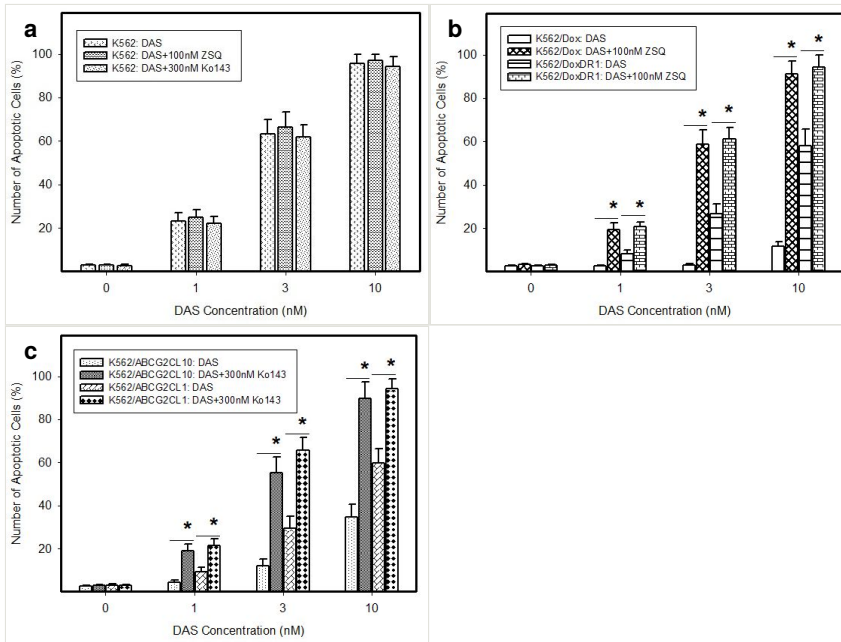 a
K562: DAS
K562: DAS+100nM ZSQ
K562: DAS+300nM Ko143
Number of Apoptotic Cells (%)
100
80
60
40
20
0
1
3
10
DAS Concentration (nM)
b
K562/Dox: DAS
K562/Dox: DAS+100nM ZSQ
K562/DoxDR1: DAS
K562/DoxDR1: DAS+100nM ZSQ
Number of Apoptotic Cells (%)
100
80
60
40
20
* *
* *
* *
0
1
3
10
DAS Concentration (nM)
c
K562/ABCG2CL10: DAS
K562/ABCG2CL10: DAS+300nM Ko143
K562/ABCG2CL1: DAS
K562/ABCG2CL1: DAS+300nM Ko143
Number of Apoptotic Cells (%)
100
80
60
40
20
* *
* *
* *
0
1
3
10
DAS Concentration (nM)